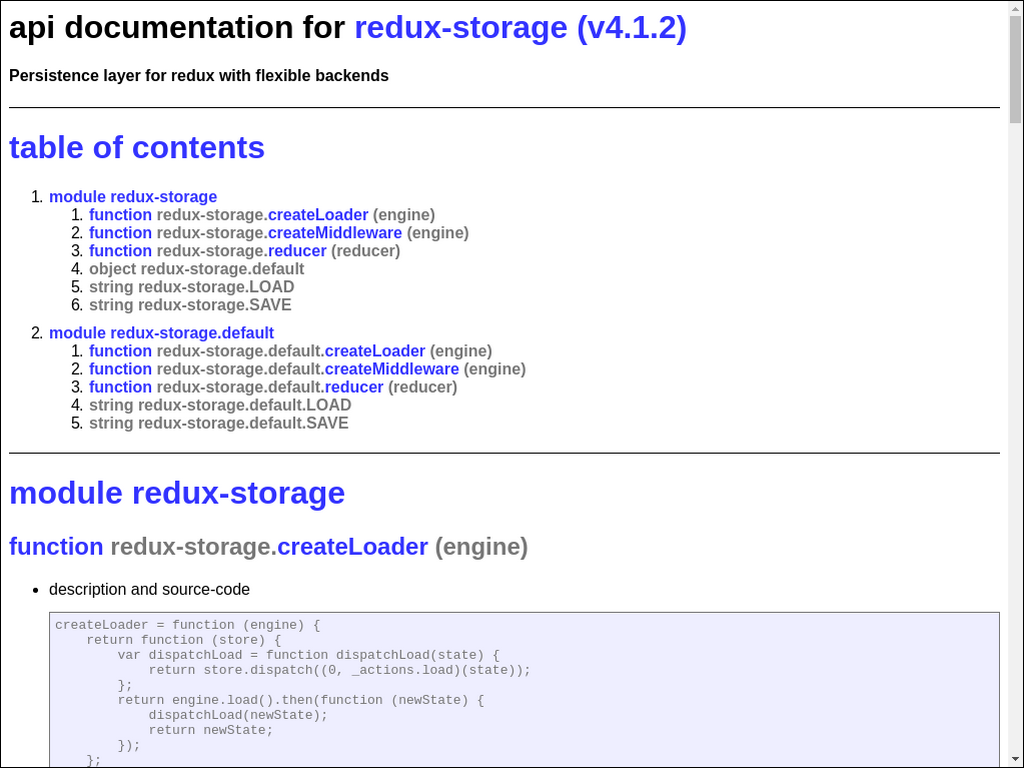 api documentation for redux-storage (v4.1.2)
Persistence layer for redux with flexible backends
table of contents
1. module redux-storage
1. function redux-storage.createLoader (engine)
2. function redux-storage.createMiddleware (engine)
3. function redux-storage.reducer (reducer)
4. object redux-storage.default
5. string redux-storage.LOAD
6. string redux-storage.SAVE
2. module redux-storage.default
1. function redux-storage.default.createLoader (engine)
2. function redux-storage.default.createMiddleware (engine)
3. function redux-storage.default.reducer (reducer)
4. string redux-storage.default.LOAD
5. string redux-storage.default.SAVE
module redux-storage
function redux-storage.createLoader (engine)
• description and source-code
createLoader = function (engine) {
    return function (store) {
        var dispatchLoad = function dispatchLoad(state) {
            return store.dispatch((0, _actions.load)(state));
        };
        return engine.load().then(function (newState) {
            dispatchLoad(newState);
            return newState;
        });
    };